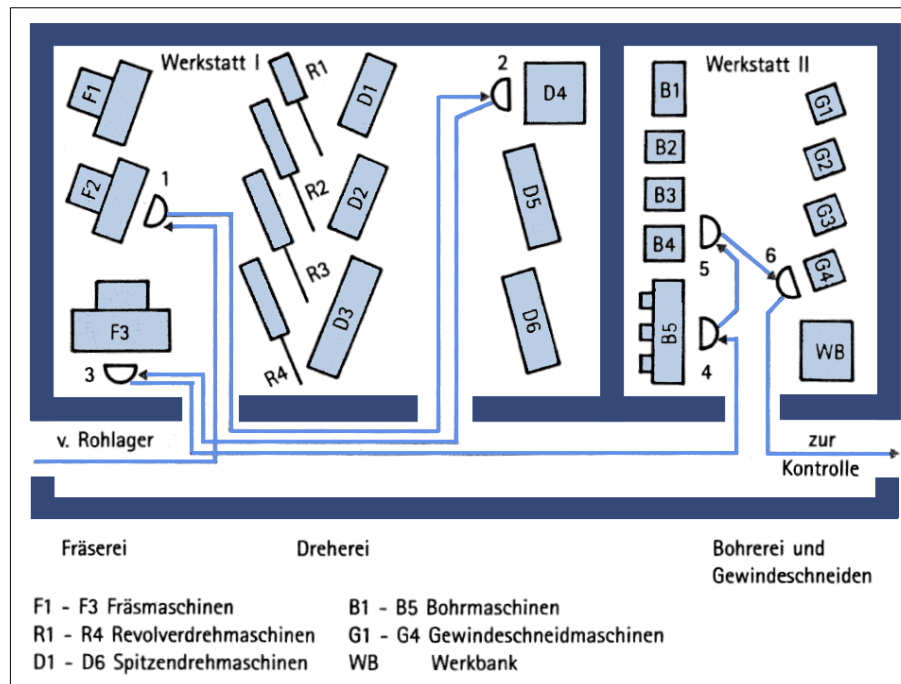 Werkstatt I
Werkstatt II
F1
F2
F3
R1
R2
R3
R4
D1
D2
D3
D4
D5
D6
B1
B2
B3
B4
B5
G1
G2
G3
G4
WB
1
2
3
4
5
6
v. Rohlager
zur
Kontrolle
Fräserei
Dreherei
Bohrerei und
Gewindeschneiden
F1 - F3 Fräsmaschinen
R1 - R4 Revolverdrehmaschinen
D1 - D6 Spitzendrehmaschinen
B1 - B5 Bohrmaschinen
G1 - G4 Gewindeschneidmaschinen
WB Werkbank